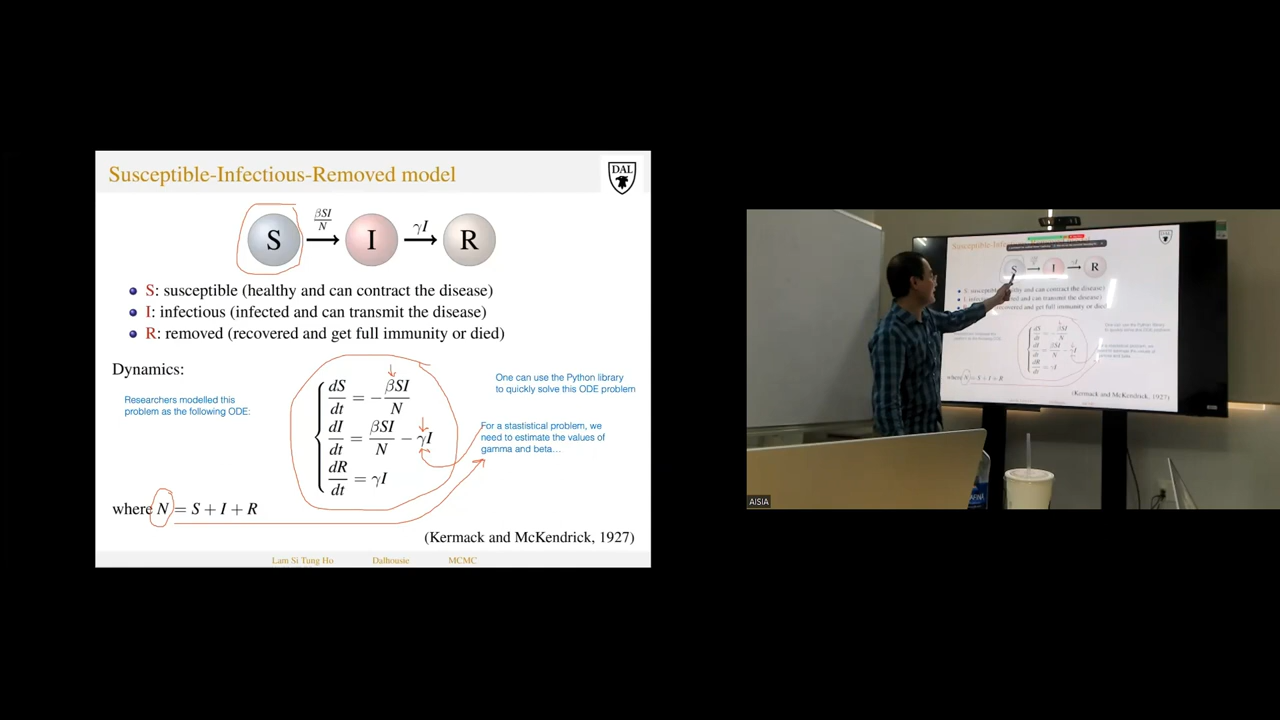 Susceptible-Infectious-Removed model
DAL
S βSI/N I γI R
S: susceptible (healthy and can contract the disease)
I: infectious (infected and can transmit the disease)
R: removed (recovered and get full immunity or died)
Dynamics:
Researchers modelled this
problem as the following ODE:
dS/dt = −βSI/N
dI/dt = βSI/N − γI
dR/dt = γI
One can use the Python library
to quickly solve this ODE problem
For a stastistical problem, we
need to estimate the values of
gamma and beta…
where N = S + I + R
(Kermack and McKendrick, 1927)
Lam Si Tung Ho Dalhousie MCMC
S I R
(Kermack and McKendrick, 1927)
AISIA